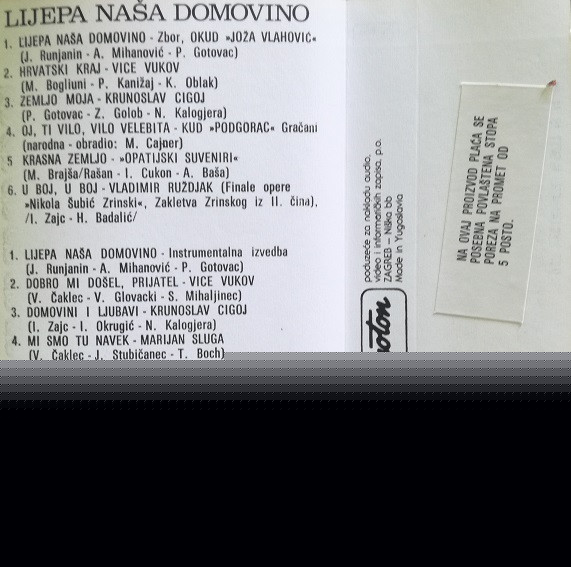 LIJEPA NAŠA DOMOVINO
1. LIJEPA NAŠA DOMOVINO - Zbor, OKUD »JOŽA VLAHOVIĆ«
(J. Runjanin - A. Mihanović - P. Gotovac)
2. HRVATSKI KRAJ - VICE VUKOV
(M. Bogliuni - P. Kanižaj - K. Oblak)
3. ZEMLJO MOJA - KRUNOSLAV CIGOJ
(P. Gotovac - Z. Golob - N. Kalogjera)
4. OJ, TI VILO, VILO VELEBITA - KUD »PODGORAC« Gračani
(narodna - obradio: M. Cajner)
5 KRASNA ZEMLJO - »OPATIJSKI SUVENIRI«
(M. Brajša/Rašan - I. Cukon - A. Baša)
6. U BOJ, U BOJ - VLADIMIR RUŽDJAK (Finale opere
»Nikola Šubić Zrinski«, Zakletva Zrinskog iz II. čina).
/I. Zajc - H. Badalić/
1. LIJEPA NAŠA DOMOVINO - Instrumentalna izvedba
(J. Runjanin - A. Mihanović - P. Gotovac)
2. DOBRO MI DOŠEL, PRIJATEL - VICE VUKOV
(V. Čaklec - V. Glovacki - S. Mihaljinec)
3. DOMOVINI I LJUBAVI - KRUNOSLAV CIGOJ
(I. Zajc - I. Okrugić - N. Kalogjera)
4. MI SMO TU NAVEK - MARIJAN SLUGA
(V. Čaklec - J. Stubičanec - T. Boch)
poduzeće za nakladu audio,
video i informatičkih zapisa, p.o.
ZAGREB - Niška bb
Made in Yugoslavia
NA OVAJ PROIZVOD PLAĆA SE
POSEBNA POVLAŠTENA STOPA
POREZA NA PROMET OD
5 POSTO.